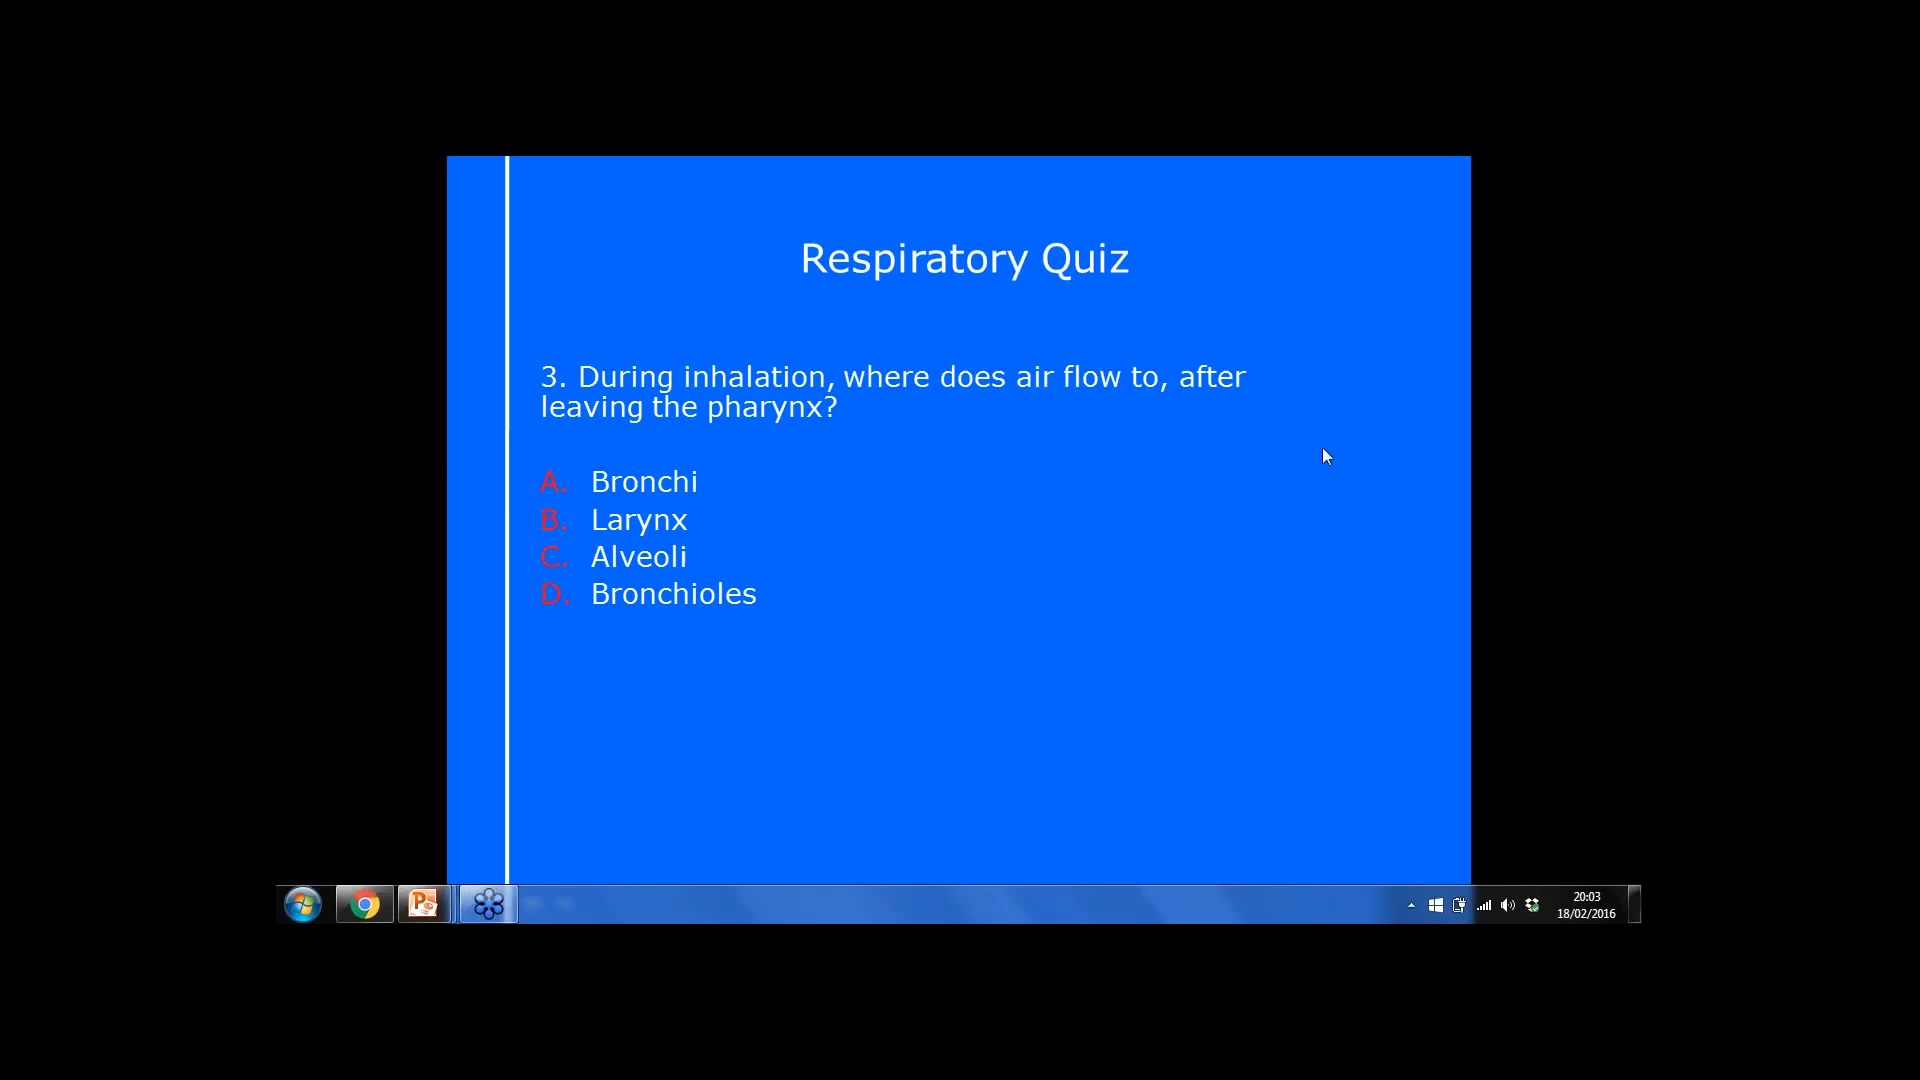 Respiratory Quiz
3. During inhalation, where does air flow to, after
leaving the pharynx?
A. Bronchi
B. Larynx
C. Alveoli
D. Bronchioles
20:03
18/02/2016